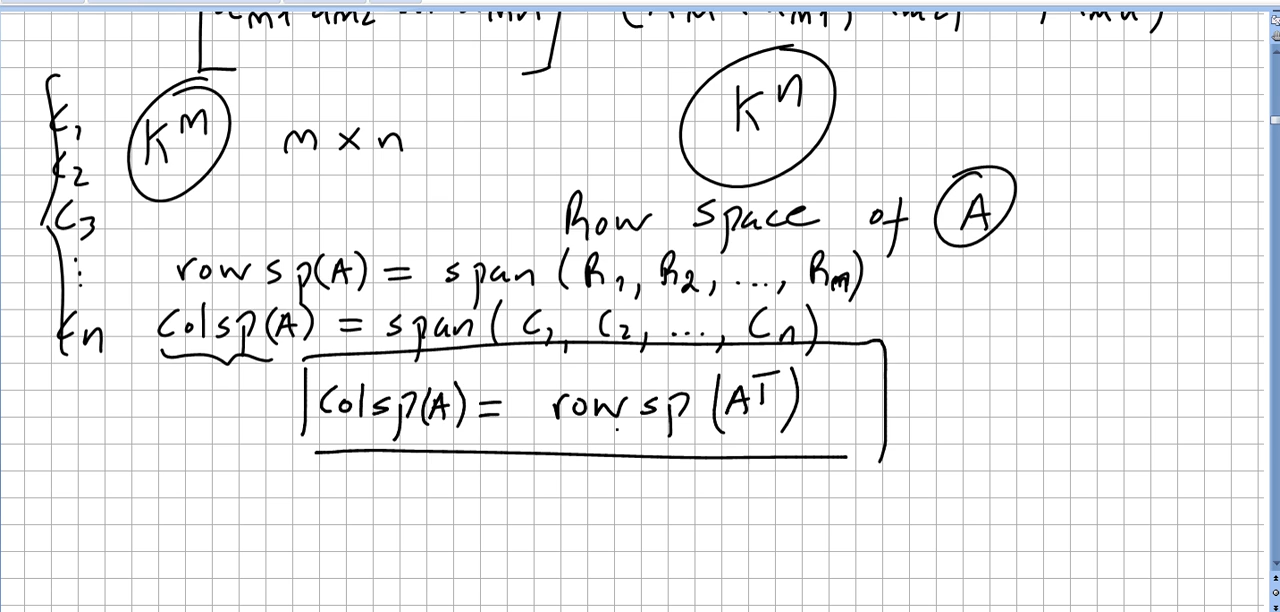 K^m m × n K^n
C1
C2
C3
Row space of A
⋮
rowsp(A) = span (R1, R2, ..., Rm)
Cn
Colsp(A) = span( C1, C2, ..., Cn)
Colsp(A) = rowsp (A^T)